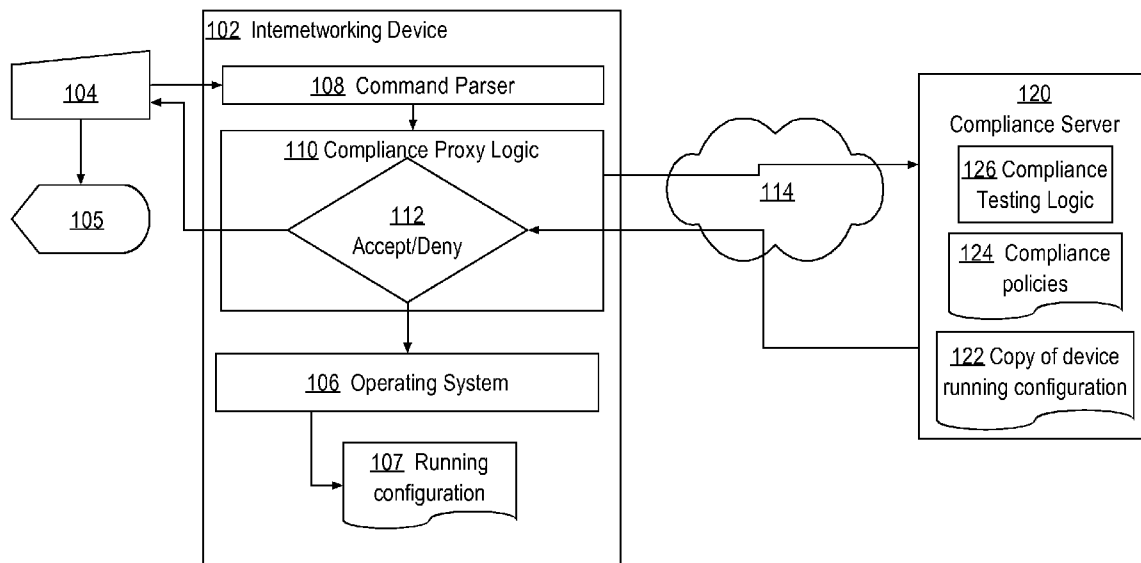 102 Internetworking Device
104
108 Command Parser
110 Compliance Proxy Logic
112
Accept/Deny
105
106 Operating System
107 Running
configuration
114
120
Compliance Server
126 Compliance
Testing Logic
124 Compliance
policies
122 Copy of device
running configuration